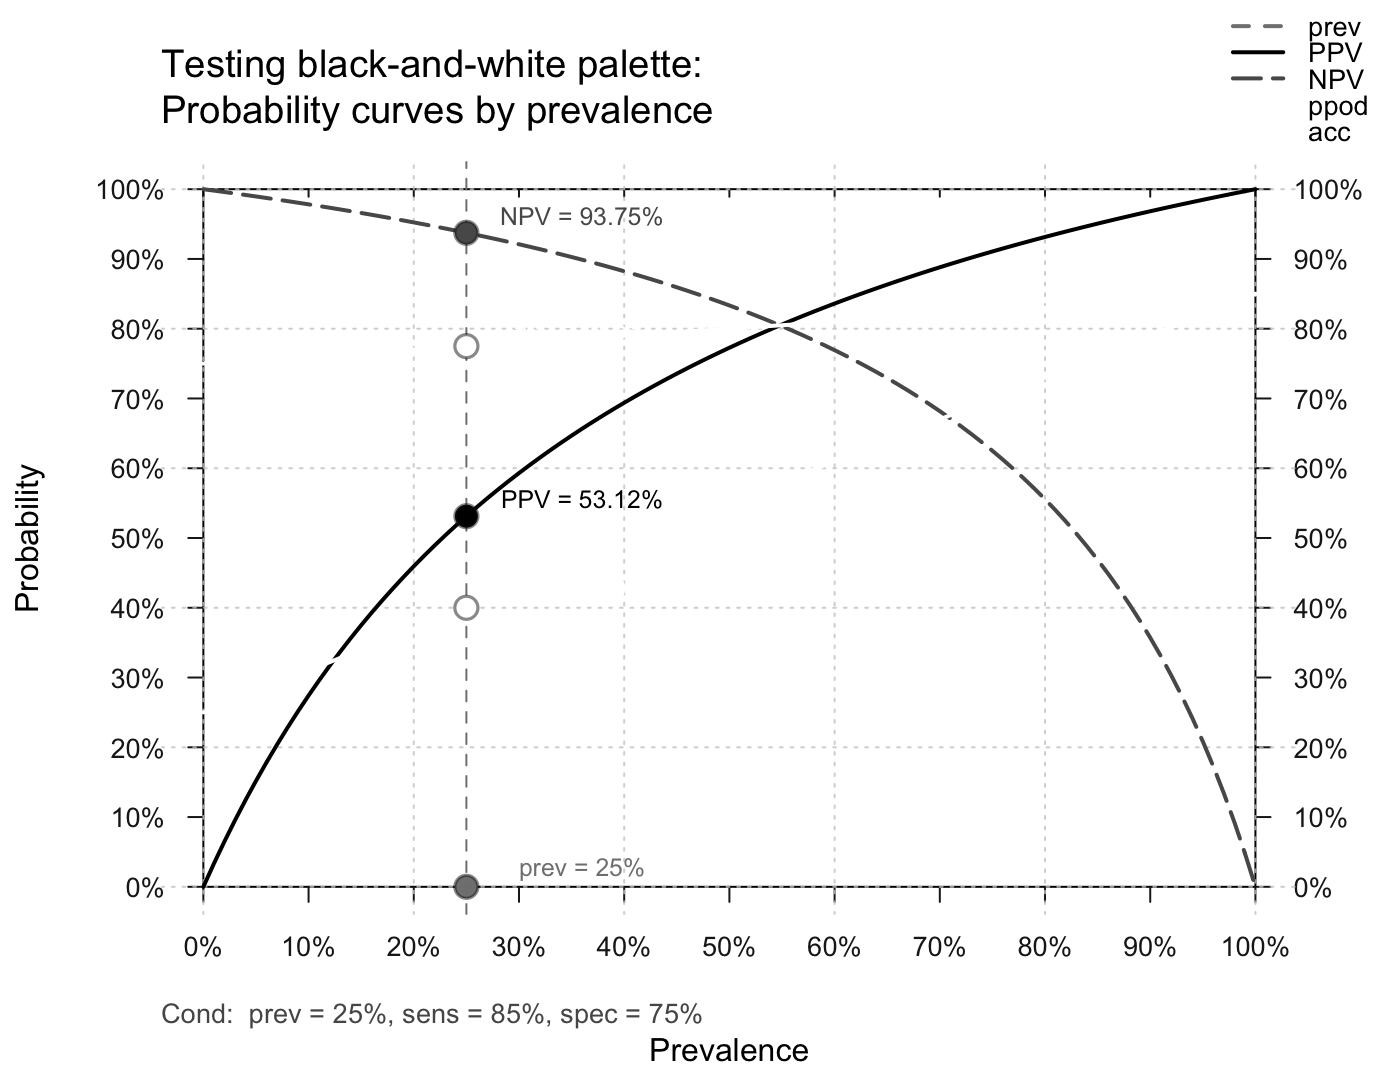 prev
PPV
NPV
ppod
acc
Testing black-and-white palette:
Probability curves by prevalence
100% 100%
NPV = 93.75%
90% 90%
80% 80%
70% 70%
60% 60%
PPV = 53.12%
50% 50%
40% 40%
30% 30%
20% 20%
10% 10%
prev = 25%
0% 0%
Probability
0% 10% 20% 30% 40% 50% 60% 70% 80% 90% 100%
Cond: prev = 25%, sens = 85%, spec = 75%
Prevalence